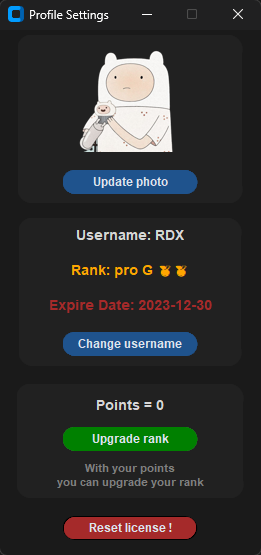 Profile Settings
Update photo
Username: RDX
Rank: pro G 🏅🏅
Expire Date: 2023-12-30
Change username
Points = 0
Upgrade rank
With your points
you can upgrade your rank
Reset license !